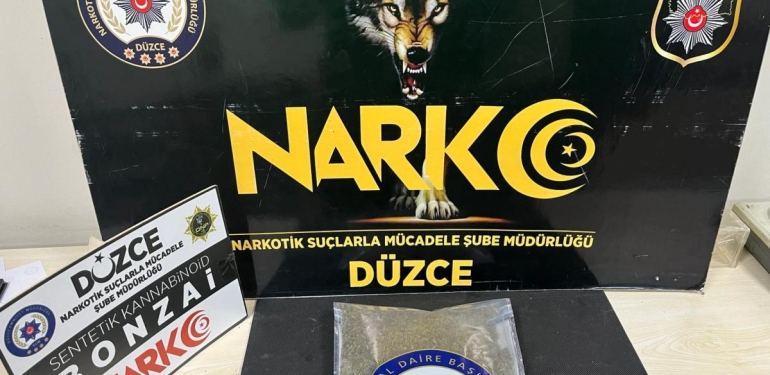 DÜZCE
NARKO
NARKOTİK SUÇLARLA MÜCADELE ŞUBE MÜDÜRLÜĞÜ
DÜZCE
DÜZCE
NARKOTİK SUÇLARLA MÜCADELE
ŞUBE MÜDÜRLÜĞÜ
SENTETİK KANNABİNOİD
BONZAİ
NARKO
DAİRE